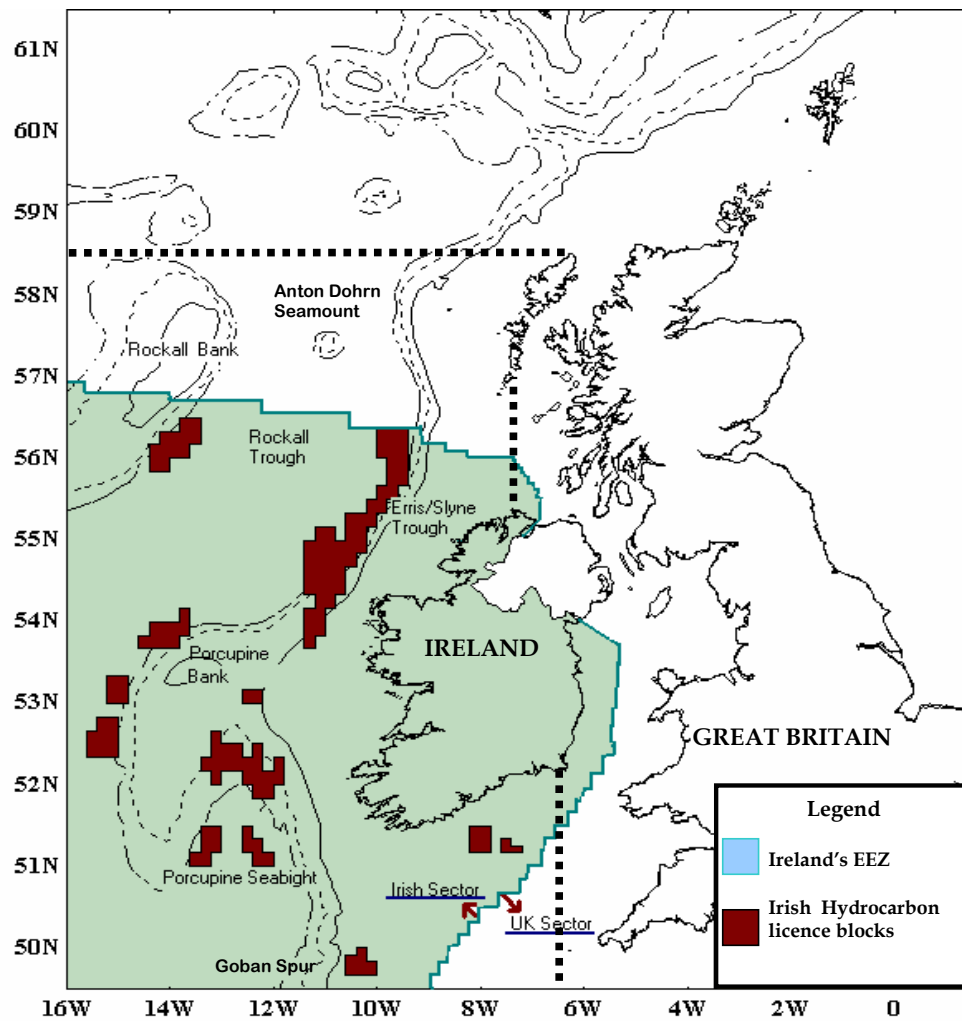 61N
60N
59N
58N
57N
56N
55N
54N
53N
52N
51N
50N
Anton Dohrn
Seamount
Rockall Bank
Rockall
Trough
Erris/Slyne
Trough
IRELAND
Porcupine
Bank
GREAT BRITAIN
Porcupine Seabight
Irish Sector
UK Sector
Goban Spur
Legend
Ireland's EEZ
Irish Hydrocarbon
licence blocks
16W 14W 12W 10W 8W 6W 4W 2W 0